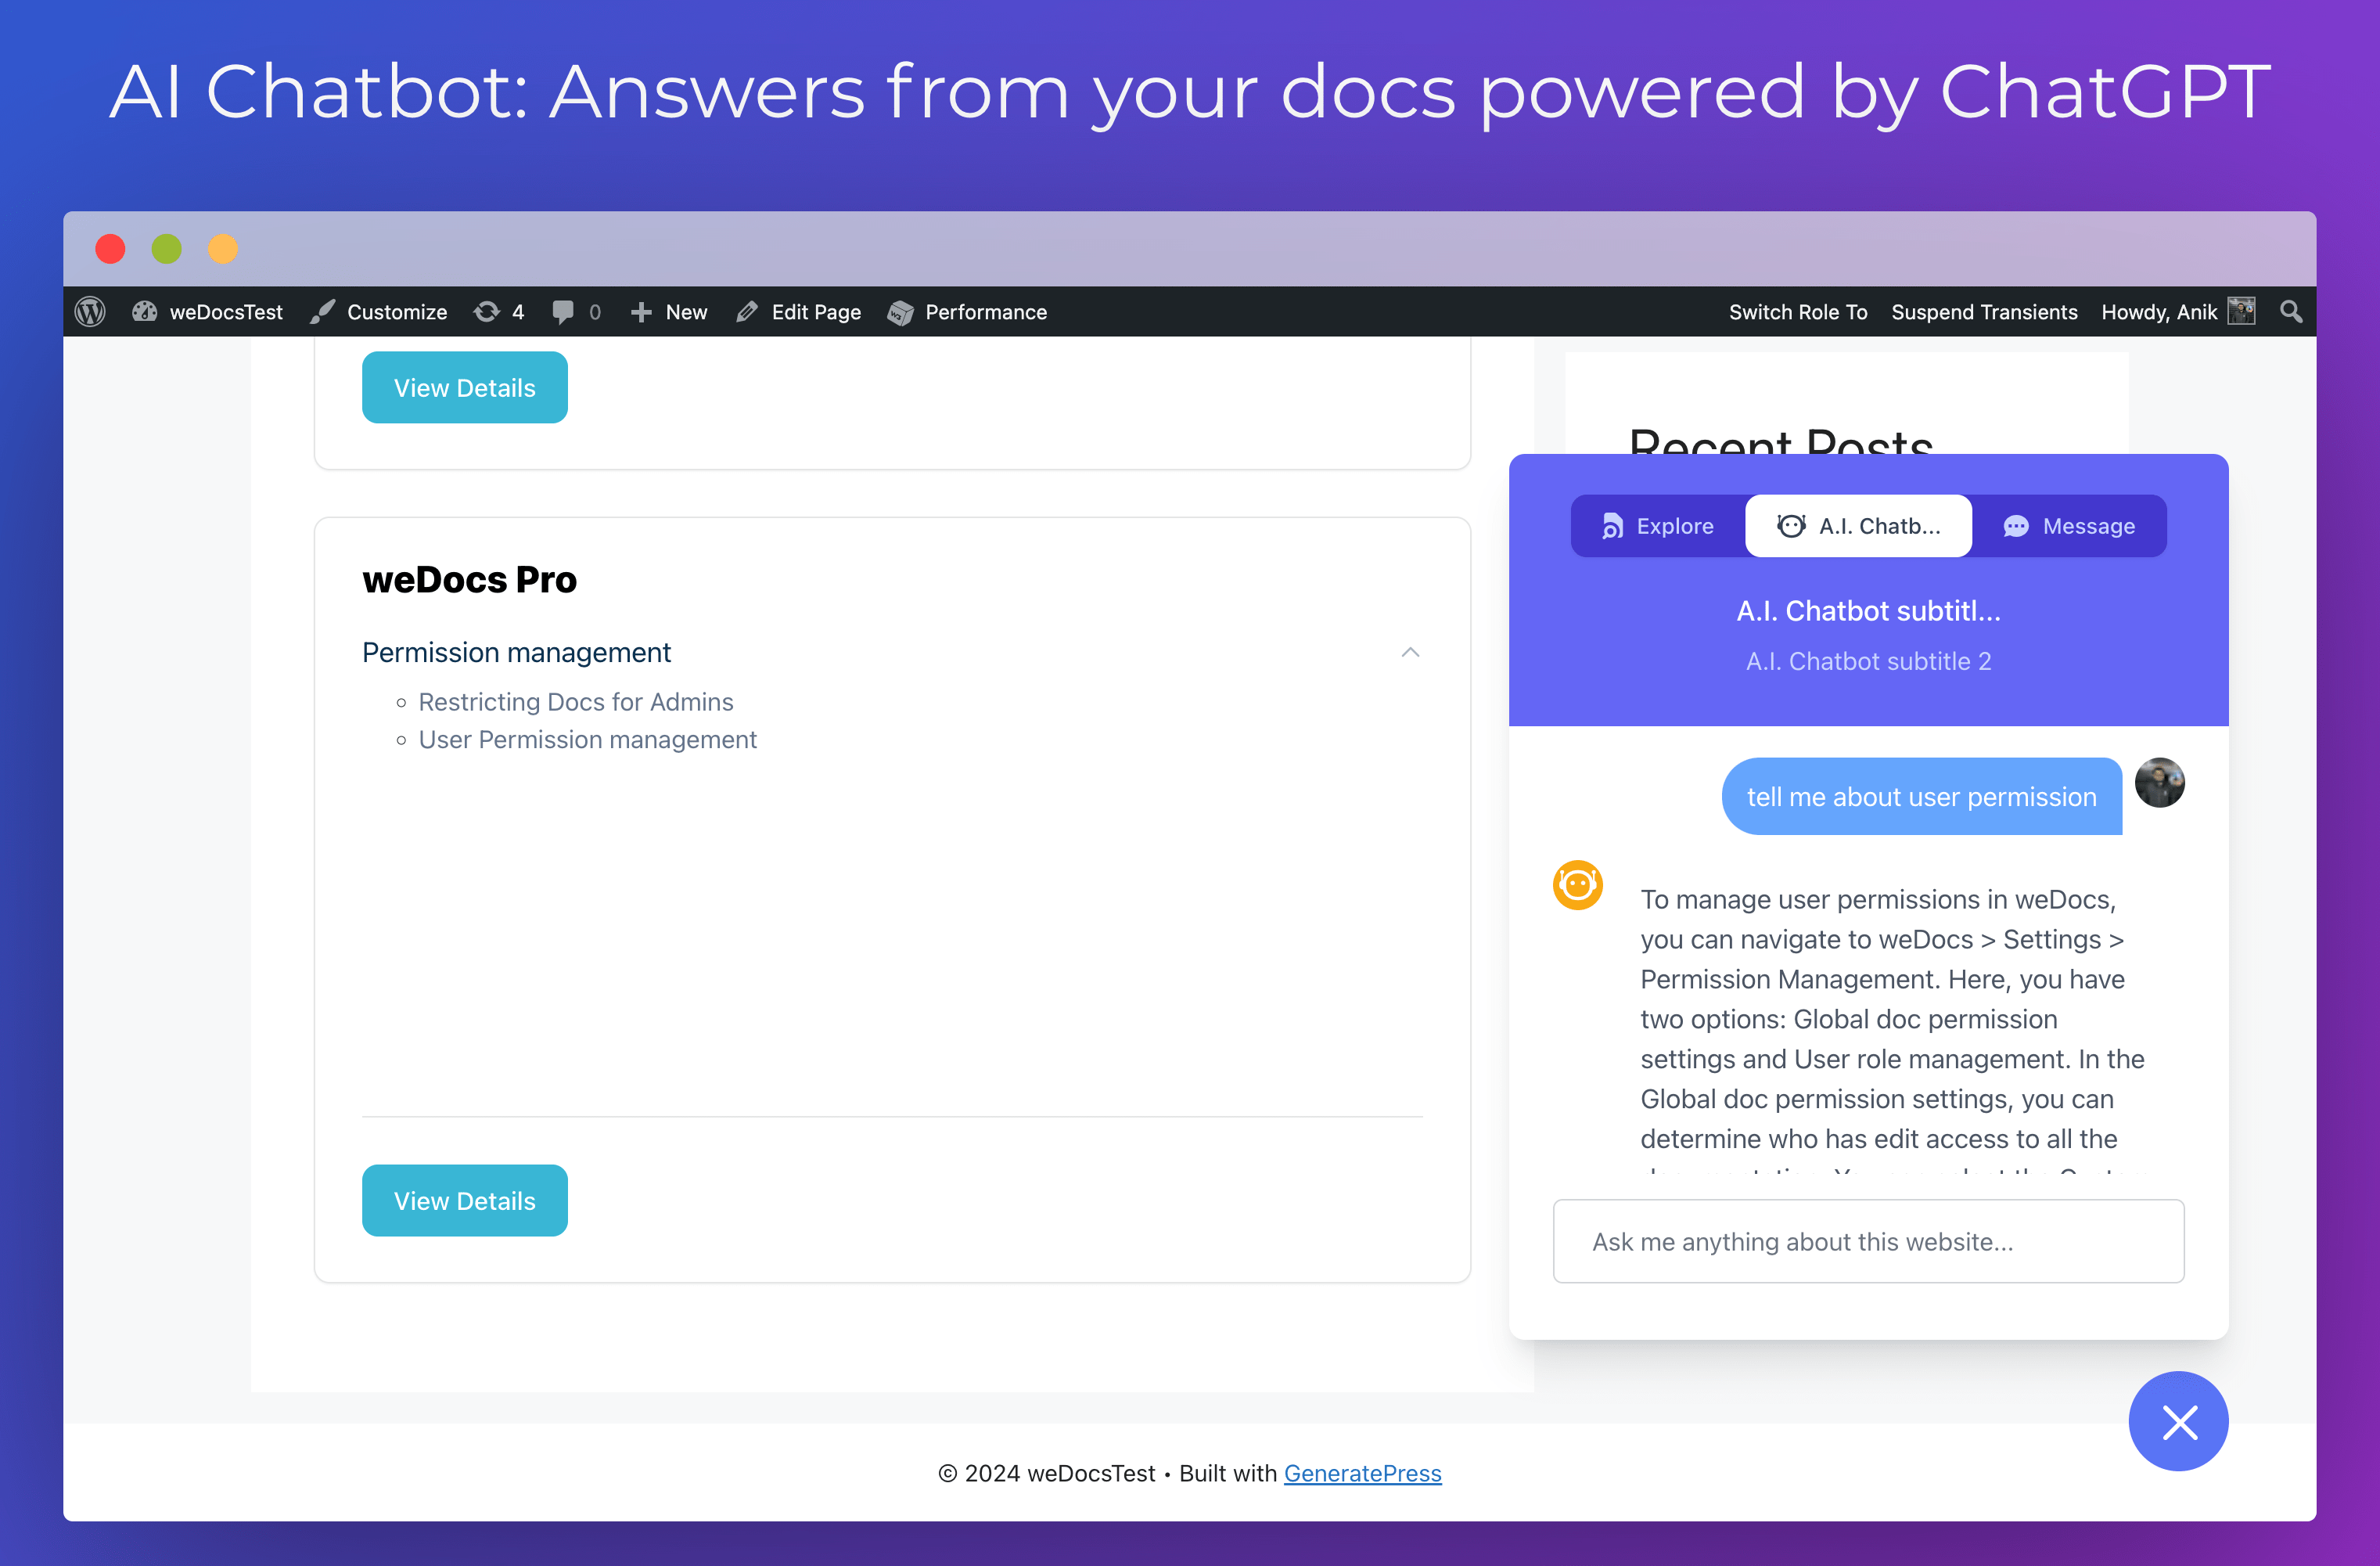 AI Chatbot: Answers from your docs powered by ChatGPT
weDocsTest Customize 4 0 New Edit Page Performance Switch Role To Suspend Transients Howdy, Anik
View Details
Recent Posts
weDocs Pro
Permission management
Restricting Docs for Admins
User Permission management
View Details
Explore A.I. Chatb... Message
A.I. Chatbot subtitl...
A.I. Chatbot subtitle 2
tell me about user permission
To manage user permissions in weDocs,
you can navigate to weDocs > Settings >
Permission Management. Here, you have
two options: Global doc permission
settings and User role management. In the
Global doc permission settings, you can
determine who has edit access to all the
Ask me anything about this website...
© 2024 weDocsTest • Built with GeneratePress